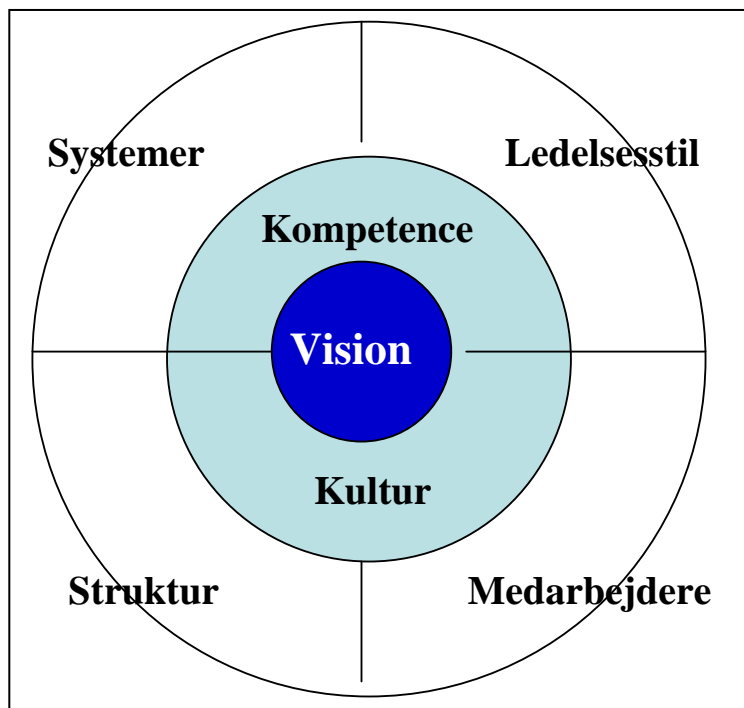 Systemer
Ledelsesstil
Kompetence
Vision
Kultur
Struktur
Medarbejdere